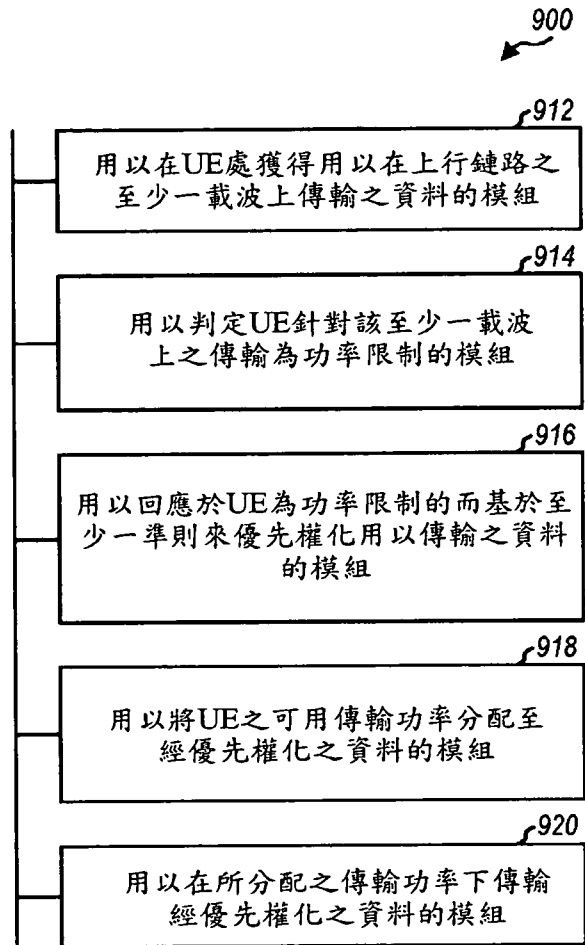 900
912
用以在UE處獲得用以在上行鏈路之
至少一載波上傳輸之資料的模組
914
用以判定UE針對該至少一載波
上之傳輸為功率限制的模組
916
用以回應於UE為功率限制的而基於至
少一準則來優先權化用以傳輸之資料
的模組
918
用以將UE之可用傳輸功率分配至
經優先權化之資料的模組
920
用以在所分配之傳輸功率下傳輸
經優先權化之資料的模組